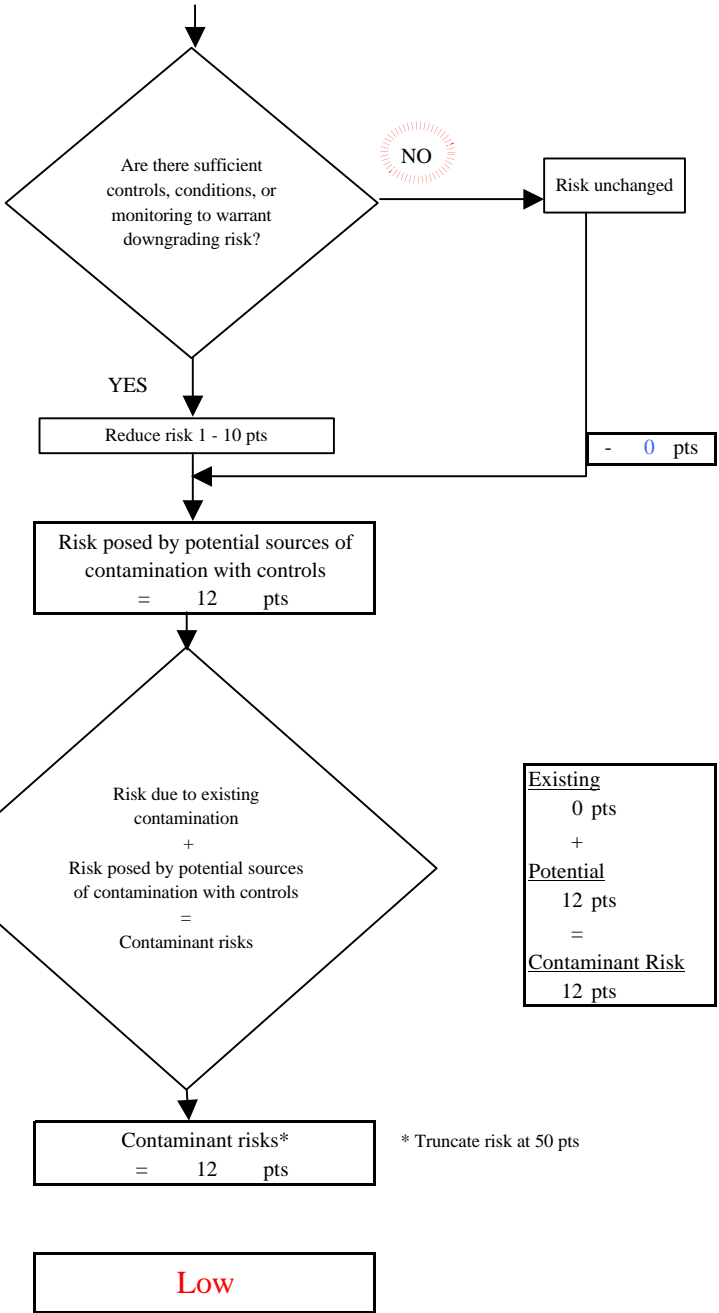 Are there sufficient
controls, conditions, or
monitoring to warrant
downgrading risk?
NO
Risk unchanged
YES
Reduce risk 1 - 10 pts
- 0 pts
Risk posed by potential sources of
contamination with controls
= 12 pts
Risk due to existing
contamination
+
Risk posed by potential sources
of contamination with controls
=
Contaminant risks
Existing
0 pts
+
Potential
12 pts
=
Contaminant Risk
12 pts
Contaminant risks*
= 12 pts
* Truncate risk at 50 pts
Low